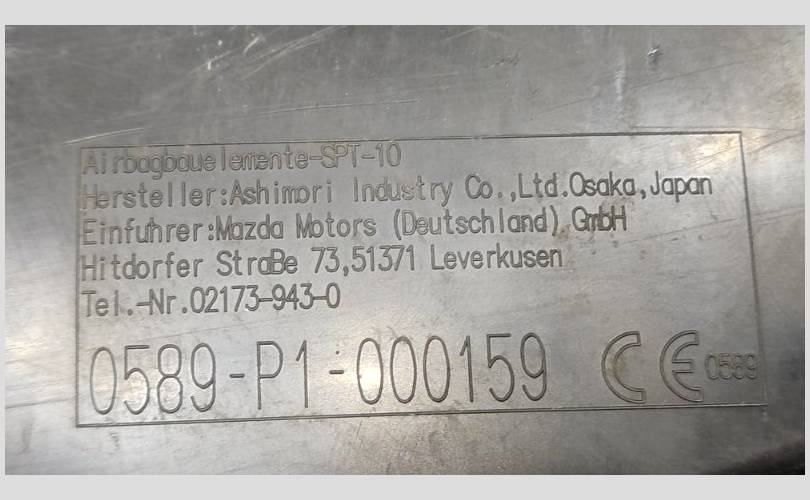 Airbagbauelemente-SPT-10
Hersteller:Ashimori Industry Co.,Ltd.Osaka,Japan
Einfuhrer:Mazda Motors (Deutschland) GmbH
Hitdorfer Straße 73,51371 Leverkusen
Tel.-Nr.02173-943-0
0589-P1-000159 CE 0589